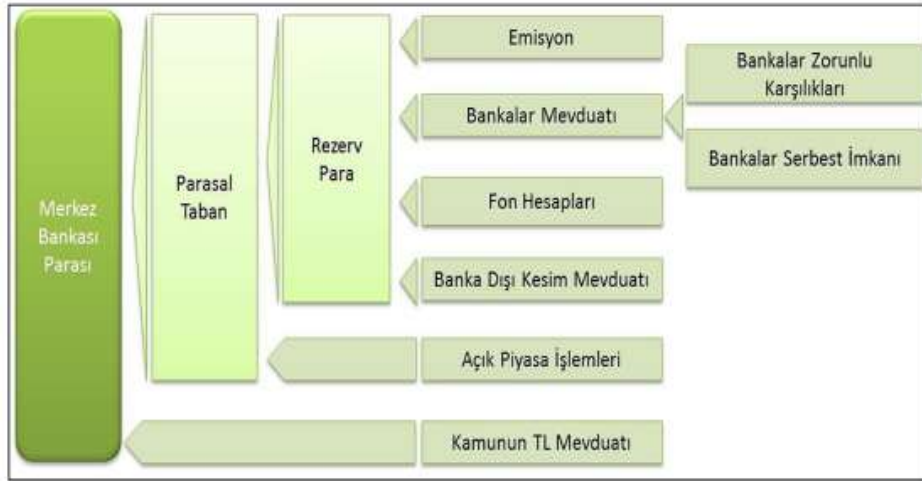 Merkez
Bankası
Parası
Parasal
Taban
Rezerv
Para
Emisyon
Bankalar Mevduatı
Fon Hesapları
Banka Dışı Kesim Mevduatı
Açık Piyasa İşlemleri
Kamunun TL Mevduatı
Bankalar Zorunlu
Karşılıkları
Bankalar Serbest İmkanı